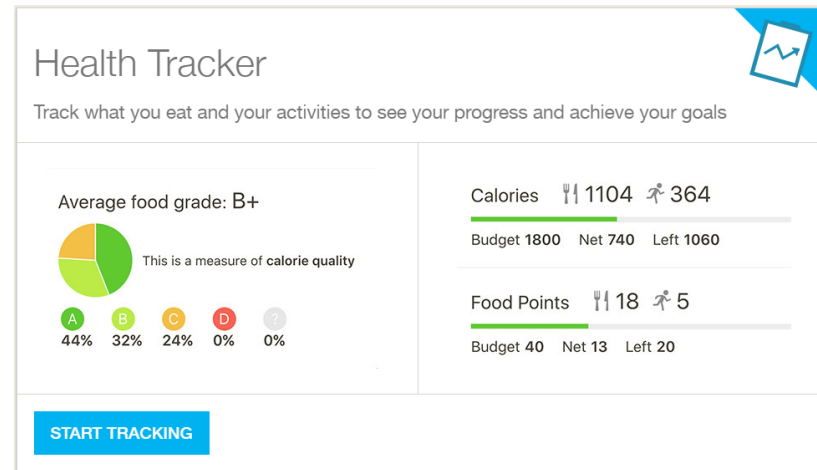 Health Tracker
Track what you eat and your activities to see your progress and achieve your goals
Average food grade: B+
This is a measure of calorie quality
A B C D ?
44% 32% 24% 0% 0%
Calories 1104 364
Budget 1800 Net 740 Left 1060
Food Points 18 5
Budget 40 Net 13 Left 20
START TRACKING